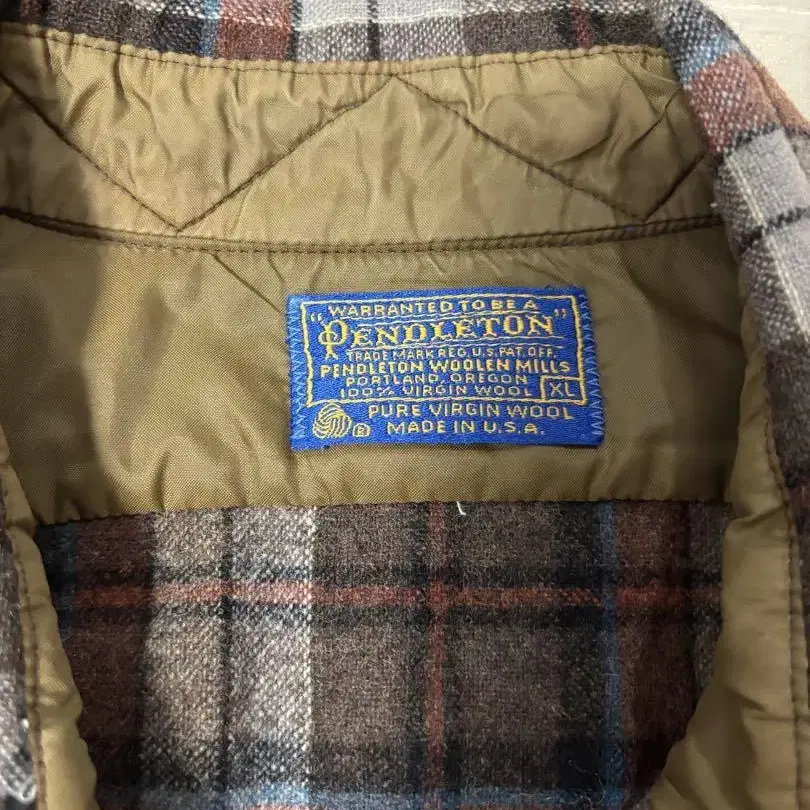 "WARRANTED TO BE A
PENDLETON"
TRADE MARK REG. U.S. PAT. OFF.
PENDLETON WOOLEN MILLS
PORTLAND, OREGON
100% VIRGIN WOOL XL
PURE VIRGIN WOOL
® MADE IN U.S.A.